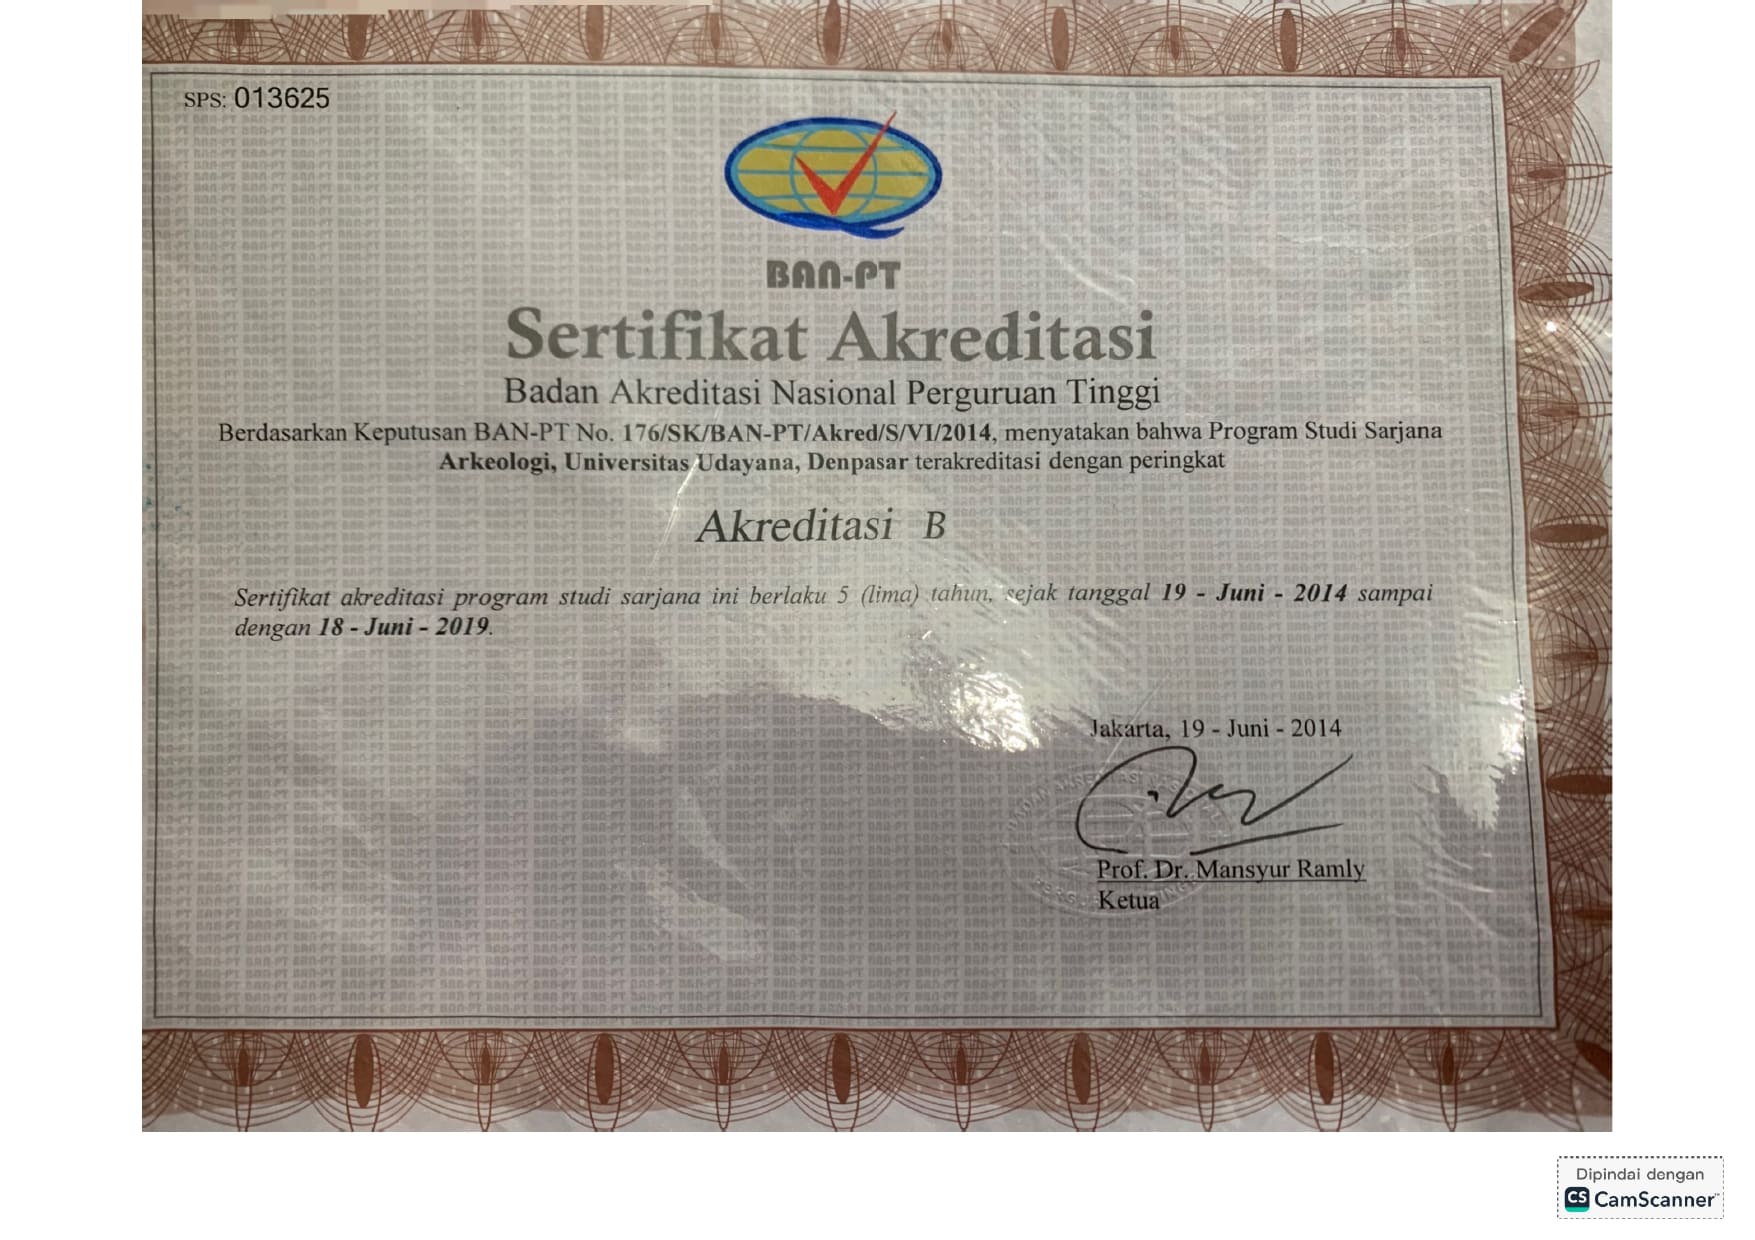 SPS: 013625
BAN-PT
Sertifikat Akreditasi
Badan Akreditasi Nasional Perguruan Tinggi
Berdasarkan Keputusan BAN-PT No. 176/SK/BAN-PT/Akred/S/VI/2014, menyatakan bahwa Program Studi Sarjana
Arkeologi, Universitas Udayana, Denpasar terakreditasi dengan peringkat
Akreditasi B
Sertifikat akreditasi program studi sarjana ini berlaku 5 (lima) tahun, sejak tanggal 19 - Juni - 2014 sampai
dengan 18 - Juni - 2019.
Jakarta, 19 - Juni - 2014
Prof. Dr. Mansyur Ramly
Ketua
Dipindai dengan
CS CamScanner